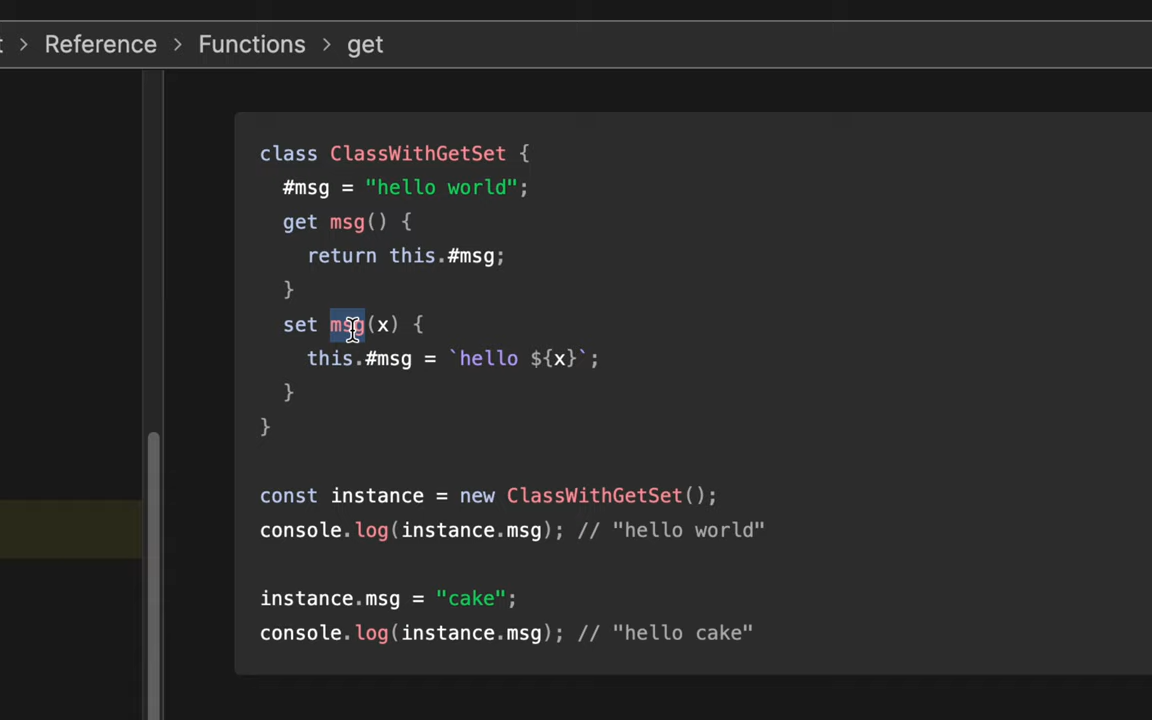 t > Reference > Functions > get
class ClassWithGetSet {
  #msg = "hello world";
  get msg() {
    return this.#msg;
  }
  set msg(x) {
    this.#msg = `hello ${x}`;
  }
}

const instance = new ClassWithGetSet();
console.log(instance.msg); // "hello world"

instance.msg = "cake";
console.log(instance.msg); // "hello cake"